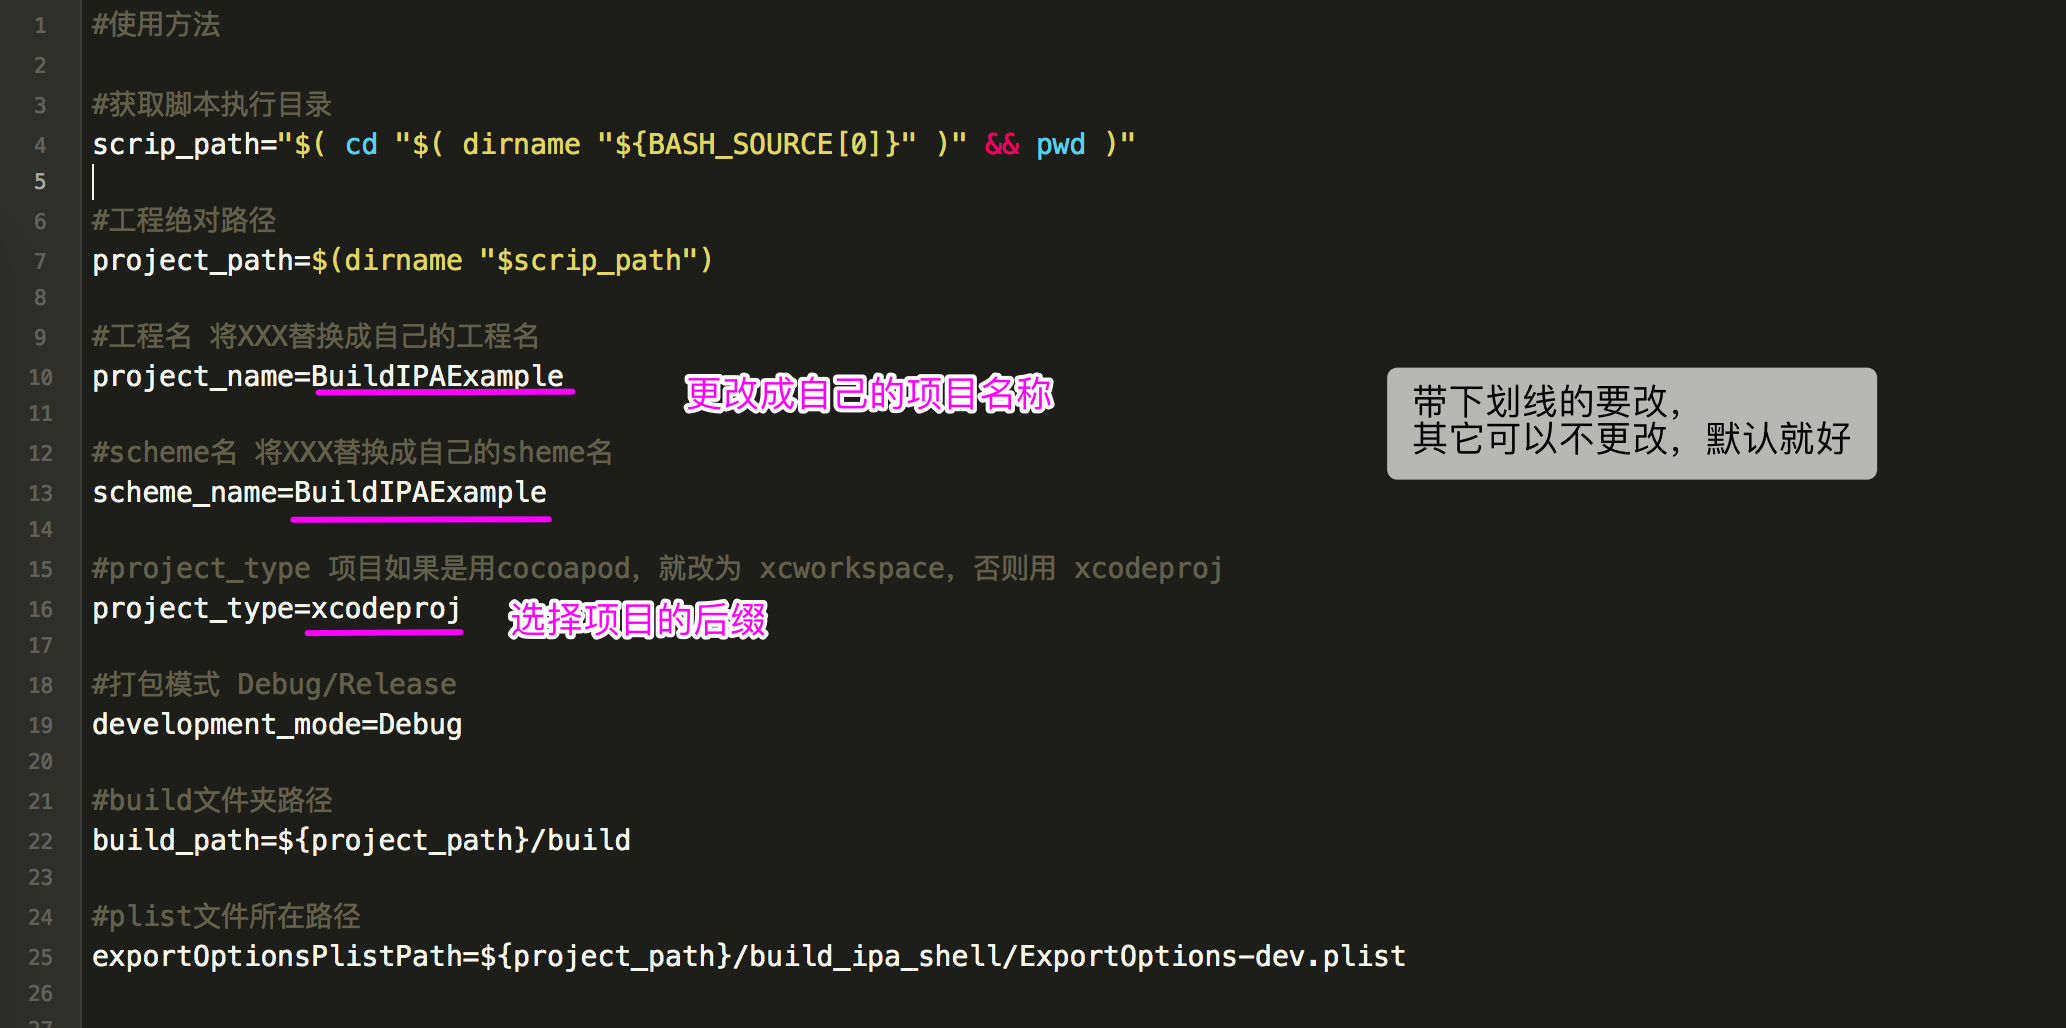 1 #使用方法
2
3 #获取脚本执行目录
4 scrip_path="$( cd "$( dirname "${BASH_SOURCE[0]}" )" && pwd )"
5
6 #工程绝对路径
7 project_path=$(dirname "$scrip_path")
8
9 #工程名 将XXX替换成自己的工程名
10 project_name=BuildIPAExample
更改成自己的项目名称
带下划线的要改，
其它可以不更改，默认就好
11
12 #scheme名 将XXX替换成自己的sheme名
13 scheme_name=BuildIPAExample
14
15 #project_type 项目如果是用cocoapod，就改为 xcworkspace，否则用 xcodeproj
16 project_type=xcodeproj
选择项目的后缀
17
18 #打包模式 Debug/Release
19 development_mode=Debug
20
21 #build文件夹路径
22 build_path=${project_path}/build
23
24 #plist文件所在路径
25 exportOptionsPlistPath=${project_path}/build_ipa_shell/ExportOptions-dev.plist
26
27